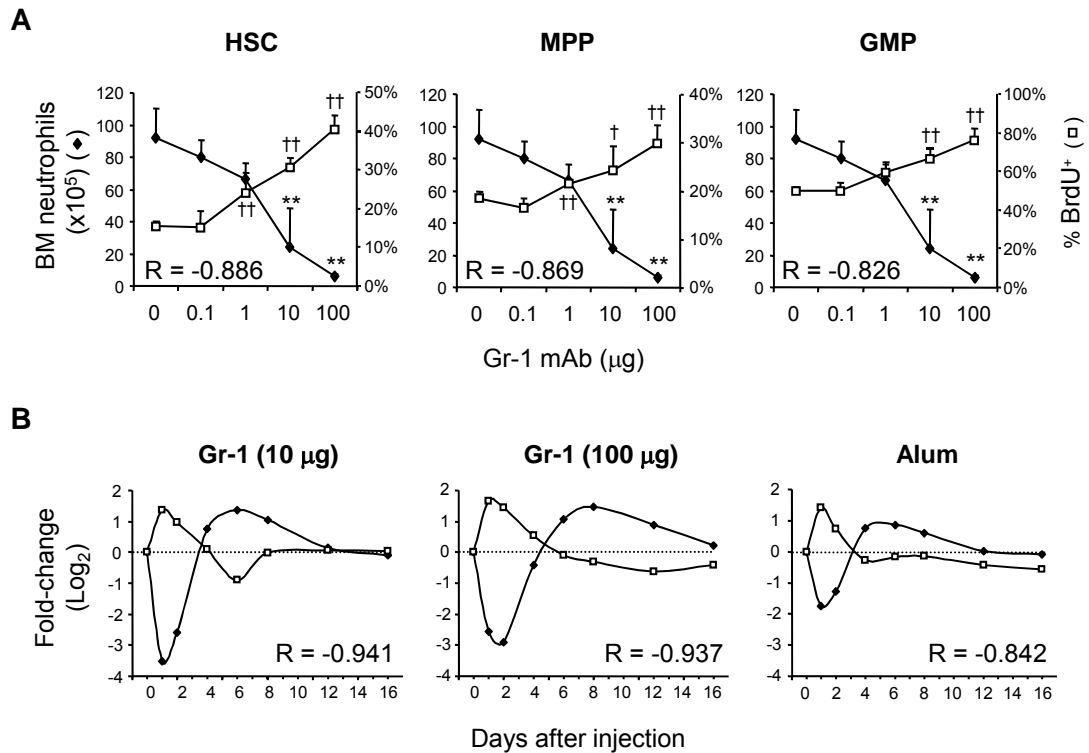 A
HSC
MPP
GMP
BM neutrophils
(x10⁵) (♦)
120
100
80
60
40
20
0
50%
40%
30%
20%
10%
0%
††
††
††
**
**
R = -0.886
0 0.1 1 10 100
120
100
80
60
40
20
0
40%
30%
20%
10%
0%
††
†
††
**
**
R = -0.869
0 0.1 1 10 100
120
100
80
60
40
20
0
100%
80%
60%
40%
20%
0%
††
††
**
**
R = -0.826
0 0.1 1 10 100
% BrdU⁺ (□)
Gr-1 mAb (μg)
B
Gr-1 (10 μg)
Gr-1 (100 μg)
Alum
Fold-change
(Log₂)
2
1
0
-1
-2
-3
-4
R = -0.941
0 2 4 6 8 10 12 14 16
2
1
0
-1
-2
-3
-4
R = -0.937
0 2 4 6 8 10 12 14 16
2
1
0
-1
-2
-3
-4
R = -0.842
0 2 4 6 8 10 12 14 16
Days after injection